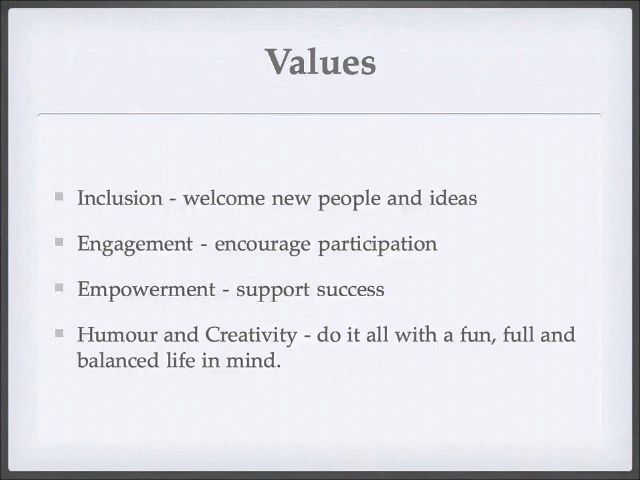 Values
Inclusion - welcome new people and ideas
Engagement - encourage participation
Empowerment - support success
Humour and Creativity - do it all with a fun, full and
balanced life in mind.